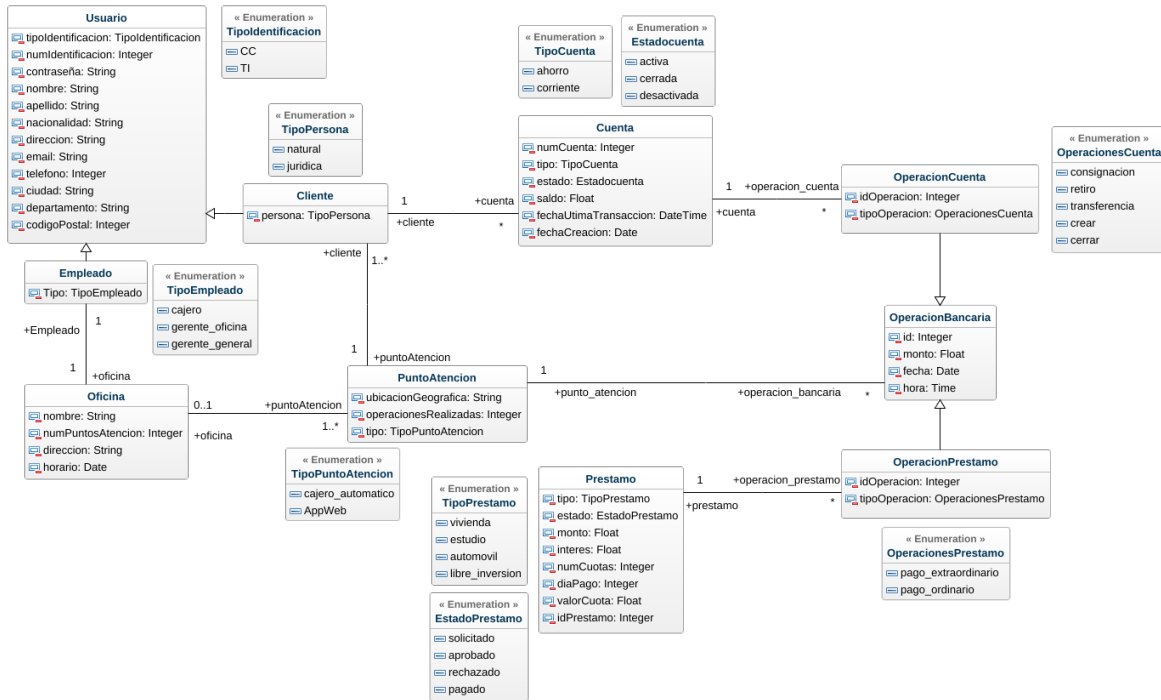 Usuario
tipoIdentificacion: TipoIdentificacion
numIdentificacion: Integer
contraseña: String
nombre: String
apellido: String
nacionalidad: String
direccion: String
email: String
telefono: Integer
ciudad: String
departamento: String
codigoPostal: Integer
« Enumeration »
TipoIdentificacion
CC
TI
« Enumeration »
TipoCuenta
ahorro
corriente
« Enumeration »
Estadocuenta
activa
cerrada
desactivada
« Enumeration »
TipoPersona
natural
juridica
Cliente
persona: TipoPersona
1
+cliente
+cuenta
*
Cuenta
numCuenta: Integer
tipo: TipoCuenta
estado: Estadocuenta
saldo: Float
fechaUtimaTransaccion: DateTime
fechaCreacion: Date
1
+cuenta
+operacion_cuenta
*
OperacionCuenta
idOperacion: Integer
tipoOperacion: OperacionesCuenta
« Enumeration »
OperacionesCuenta
consignacion
retiro
transferencia
crear
cerrar
Empleado
Tipo: TipoEmpleado
« Enumeration »
TipoEmpleado
cajero
gerente_oficina
gerente_general
+cliente
1..*
1
+puntoAtencion
+Empleado
1
1
+oficina
Oficina
nombre: String
numPuntosAtencion: Integer
direccion: String
horario: Date
0..1
+oficina
+puntoAtencion
1..*
PuntoAtencion
ubicacionGeografica: String
operacionesRealizadas: Integer
tipo: TipoPuntoAtencion
1
+punto_atencion
+operacion_bancaria
*
OperacionBancaria
id: Integer
monto: Float
fecha: Date
hora: Time
« Enumeration »
TipoPuntoAtencion
cajero_automatico
AppWeb
« Enumeration »
TipoPrestamo
vivienda
estudio
automovil
libre_inversion
« Enumeration »
EstadoPrestamo
solicitado
aprobado
rechazado
pagado
Prestamo
tipo: TipoPrestamo
estado: EstadoPrestamo
monto: Float
interes: Float
numCuotas: Integer
diaPago: Integer
valorCuota: Float
idPrestamo: Integer
1
+prestamo
+operacion_prestamo
*
OperacionPrestamo
idOperacion: Integer
tipoOperacion: OperacionesPrestamo
« Enumeration »
OperacionesPrestamo
pago_extraordinario
pago_ordinario